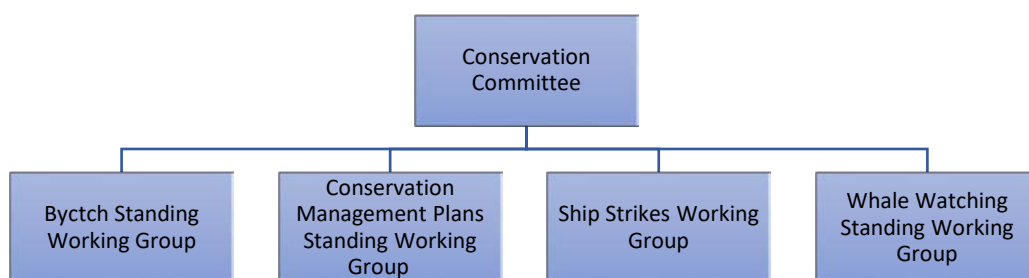 Conservation
Committee
Byctch Standing
Working Group
Conservation
Management Plans
Standing Working
Group
Ship Strikes Working
Group
Whale Watching
Standing Working
Group